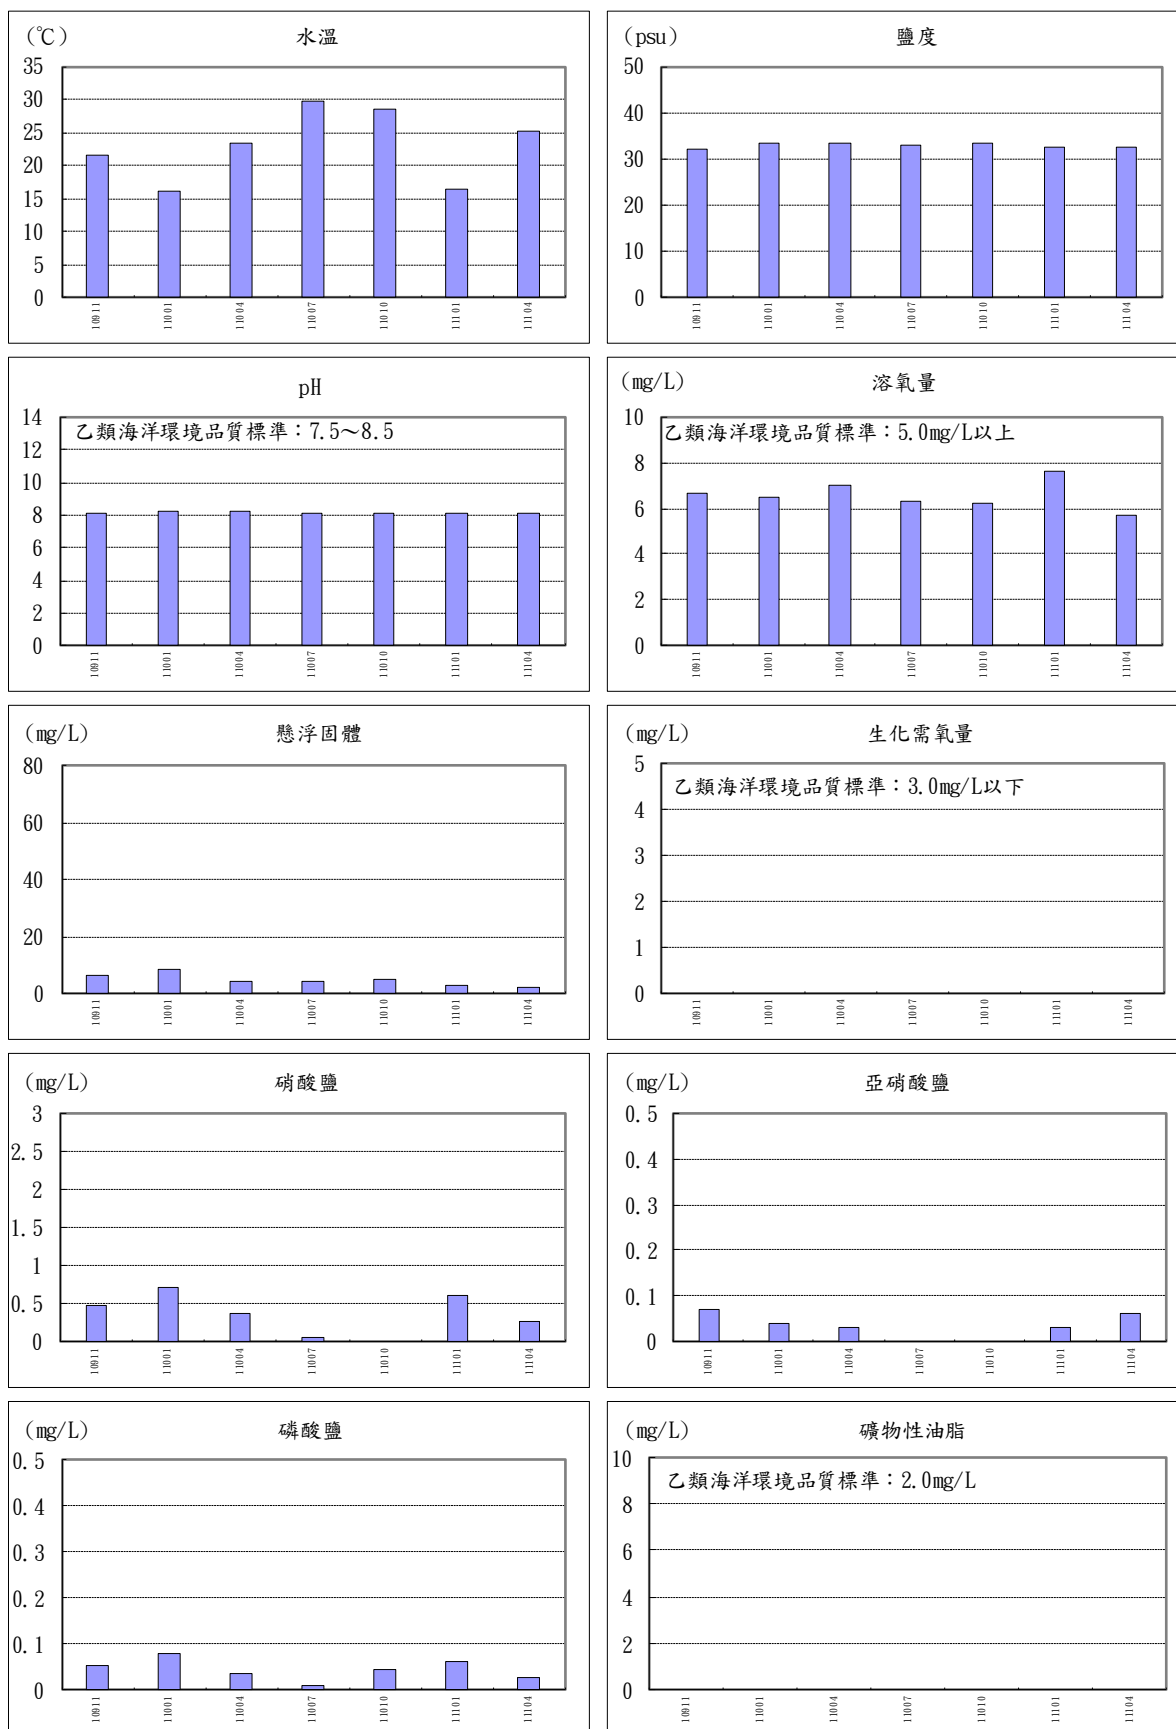 (℃) 水溫
35
30
25
20
15
10
5
0
10911 11001 11004 11007 11010 11101 11104
(psu) 鹽度
50
40
30
20
10
0
10911 11001 11004 11007 11010 11101 11104
pH
14
乙類海洋環境品質標準：7.5～8.5
12
10
8
6
4
2
0
10911 11001 11004 11007 11010 11101 11104
(mg/L) 溶氧量
10
乙類海洋環境品質標準：5.0mg/L以上
8
6
4
2
0
10911 11001 11004 11007 11010 11101 11104
(mg/L) 懸浮固體
80
60
40
20
0
10911 11001 11004 11007 11010 11101 11104
(mg/L) 生化需氧量
5
乙類海洋環境品質標準：3.0mg/L以下
4
3
2
1
0
10911 11001 11004 11007 11010 11101 11104
(mg/L) 硝酸鹽
3
2.5
2
1.5
1
0.5
0
10911 11001 11004 11007 11010 11101 11104
(mg/L) 亞硝酸鹽
0.5
0.4
0.3
0.2
0.1
0
10911 11001 11004 11007 11010 11101 11104
(mg/L) 磷酸鹽
0.5
0.4
0.3
0.2
0.1
0
10911 11001 11004 11007 11010 11101 11104
(mg/L) 礦物性油脂
10
乙類海洋環境品質標準：2.0mg/L
8
6
4
2
0
10911 11001 11004 11007 11010 11101 11104